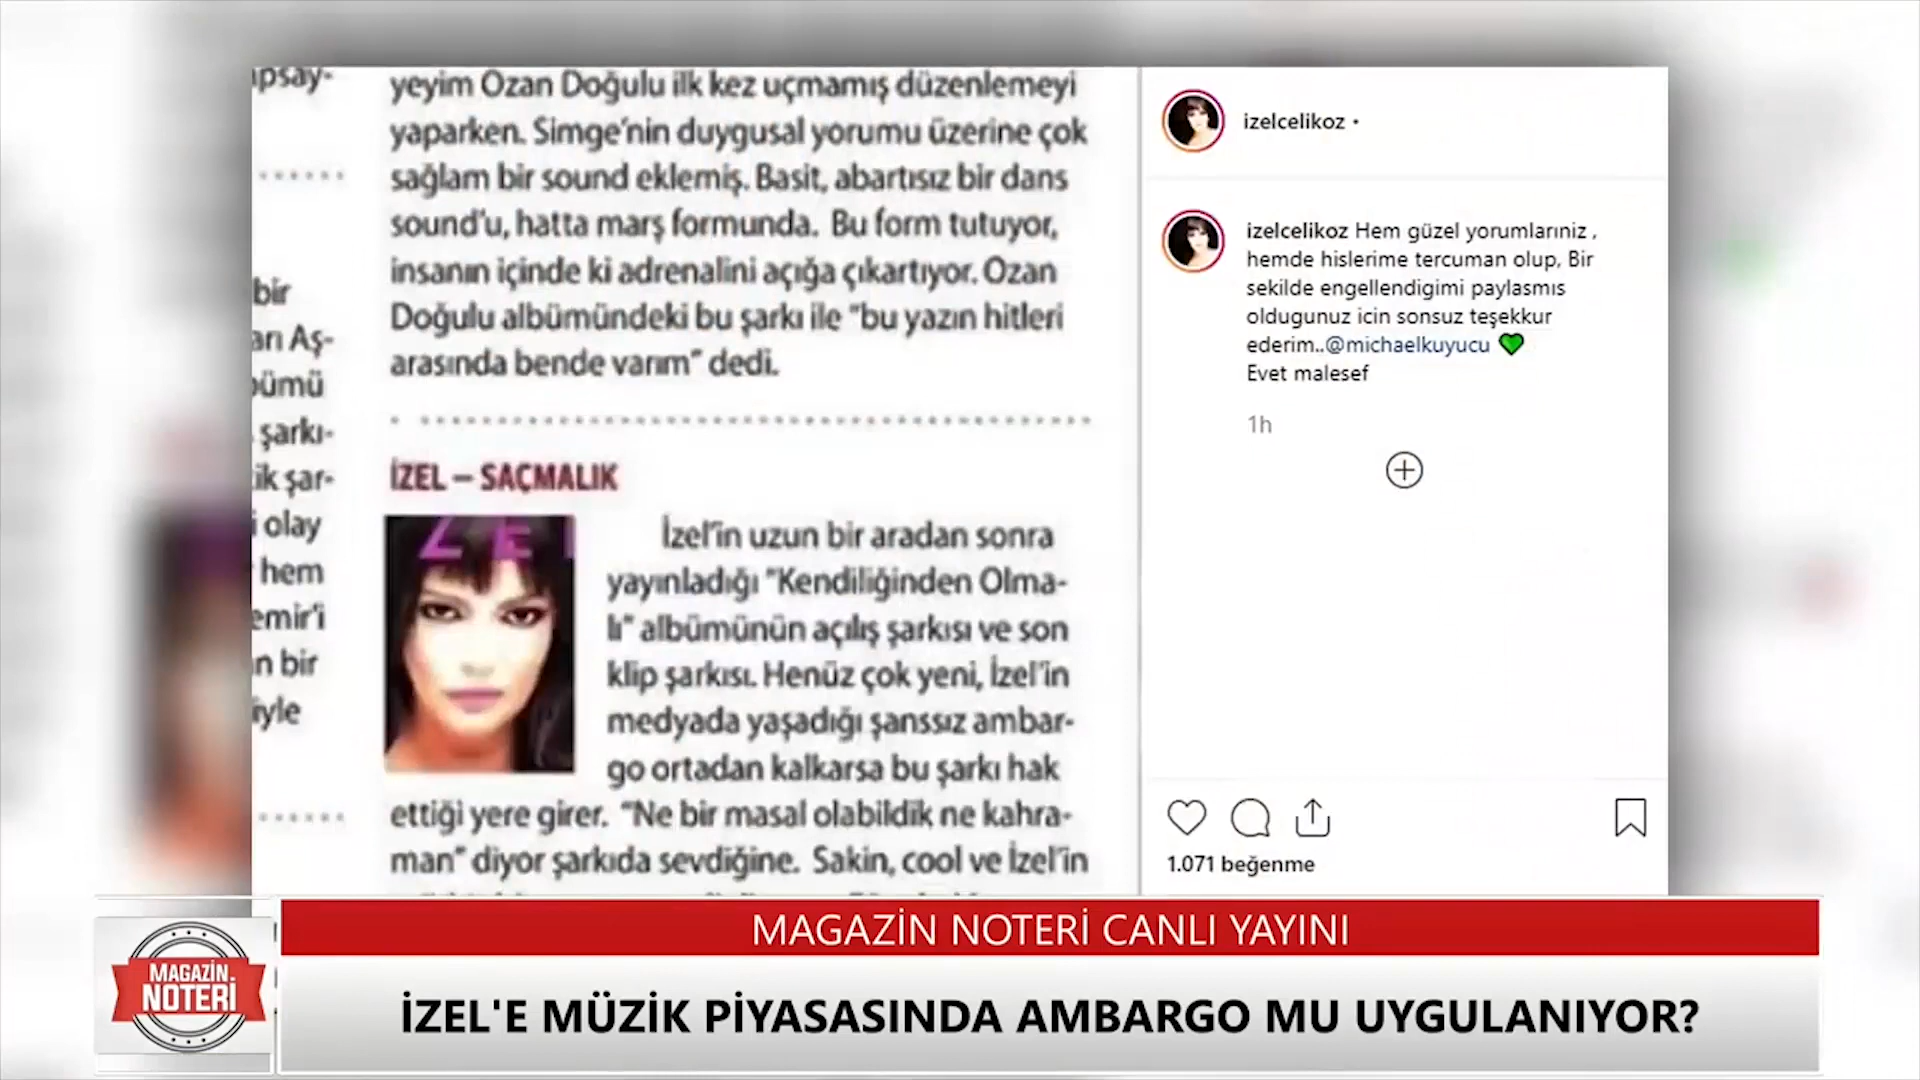 yeyim Ozan Doğulu ilk kez uçmamış düzenlemeyi
yaparken. Simge'nin duygusal yorumu üzerine çok
sağlam bir sound eklemiş. Basit, abartısız bir dans
sound'u, hatta marş formunda. Bu form tutuyor,
insanın içinde ki adrenalini açığa çıkartıyor. Ozan
Doğulu albümündeki bu şarkı ile "bu yazın hitleri
arasında bende varım" dedi.
bir
Aş-
şarkı-
şar-
olay
hem
bir
İZEL – SAÇMALIK
İzel'in uzun bir aradan sonra
yayınladığı "Kendiliğinden Olma-
lı" albümünün açılış şarkısı ve son
klip şarkısı. Henüz çok yeni, İzel'in
medyada yaşadığı şanssız ambar-
go ortadan kalkarsa bu şarkı hak
ettiği yere girer. "Ne bir masal olabildik ne kahra-
man" diyor şarkıda sevdiğine. Sakin, cool ve İzel'in
izelcelikoz •
izelcelikoz Hem güzel yorumlarınız ,
hemde hislerime tercuman olup, Bir
sekilde engellendigimi paylasmıs
oldugunuz icin sonsuz teşekkur
ederim..@michaelkuyucu 💚
Evet malesef
1h
1.071 beğenme
MAGAZİN NOTERİ CANLI YAYINI
MAGAZİN
NOTERİ
İZEL'E MÜZİK PİYASASINDA AMBARGO MU UYGULANIYOR?